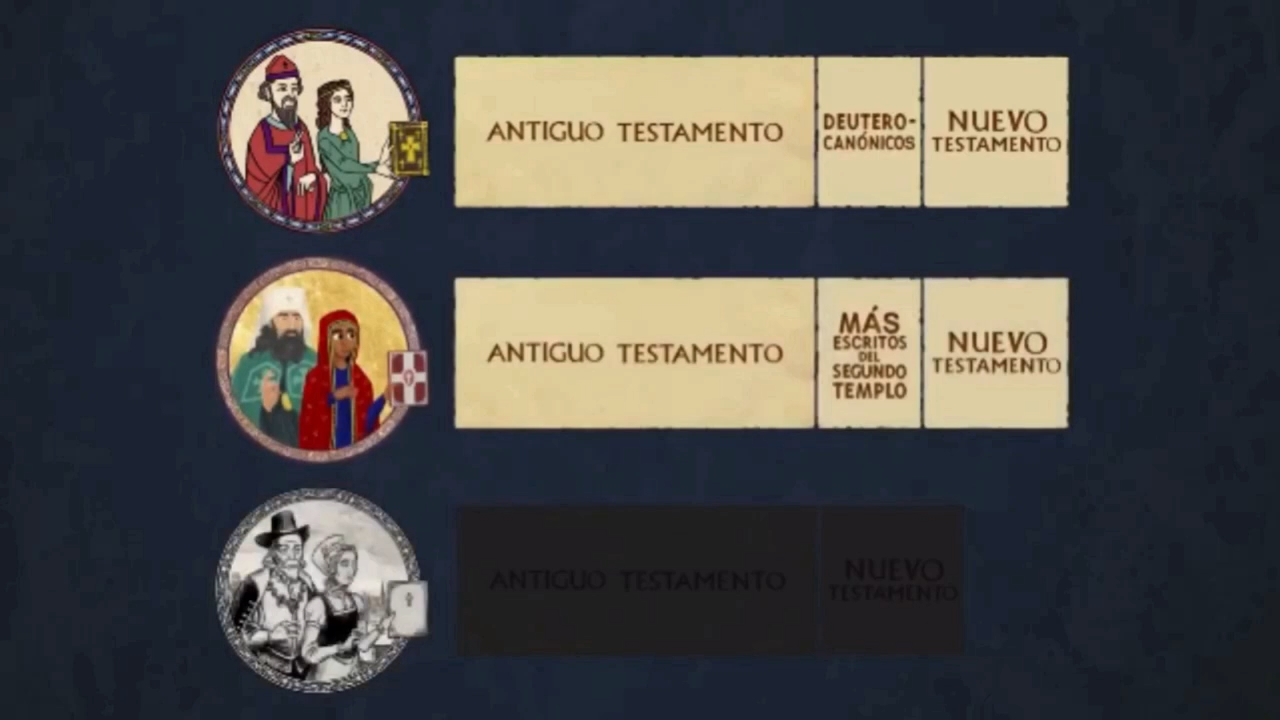 ANTIGUO TESTAMENTO
DEUTERO-
CANÓNICOS
NUEVO
TESTAMENTO
ANTIGUO TESTAMENTO
MÁS
ESCRITOS
DEL
SEGUNDO
TEMPLO
NUEVO
TESTAMENTO
ANTIGUO TESTAMENTO
NUEVO
TESTAMENTO